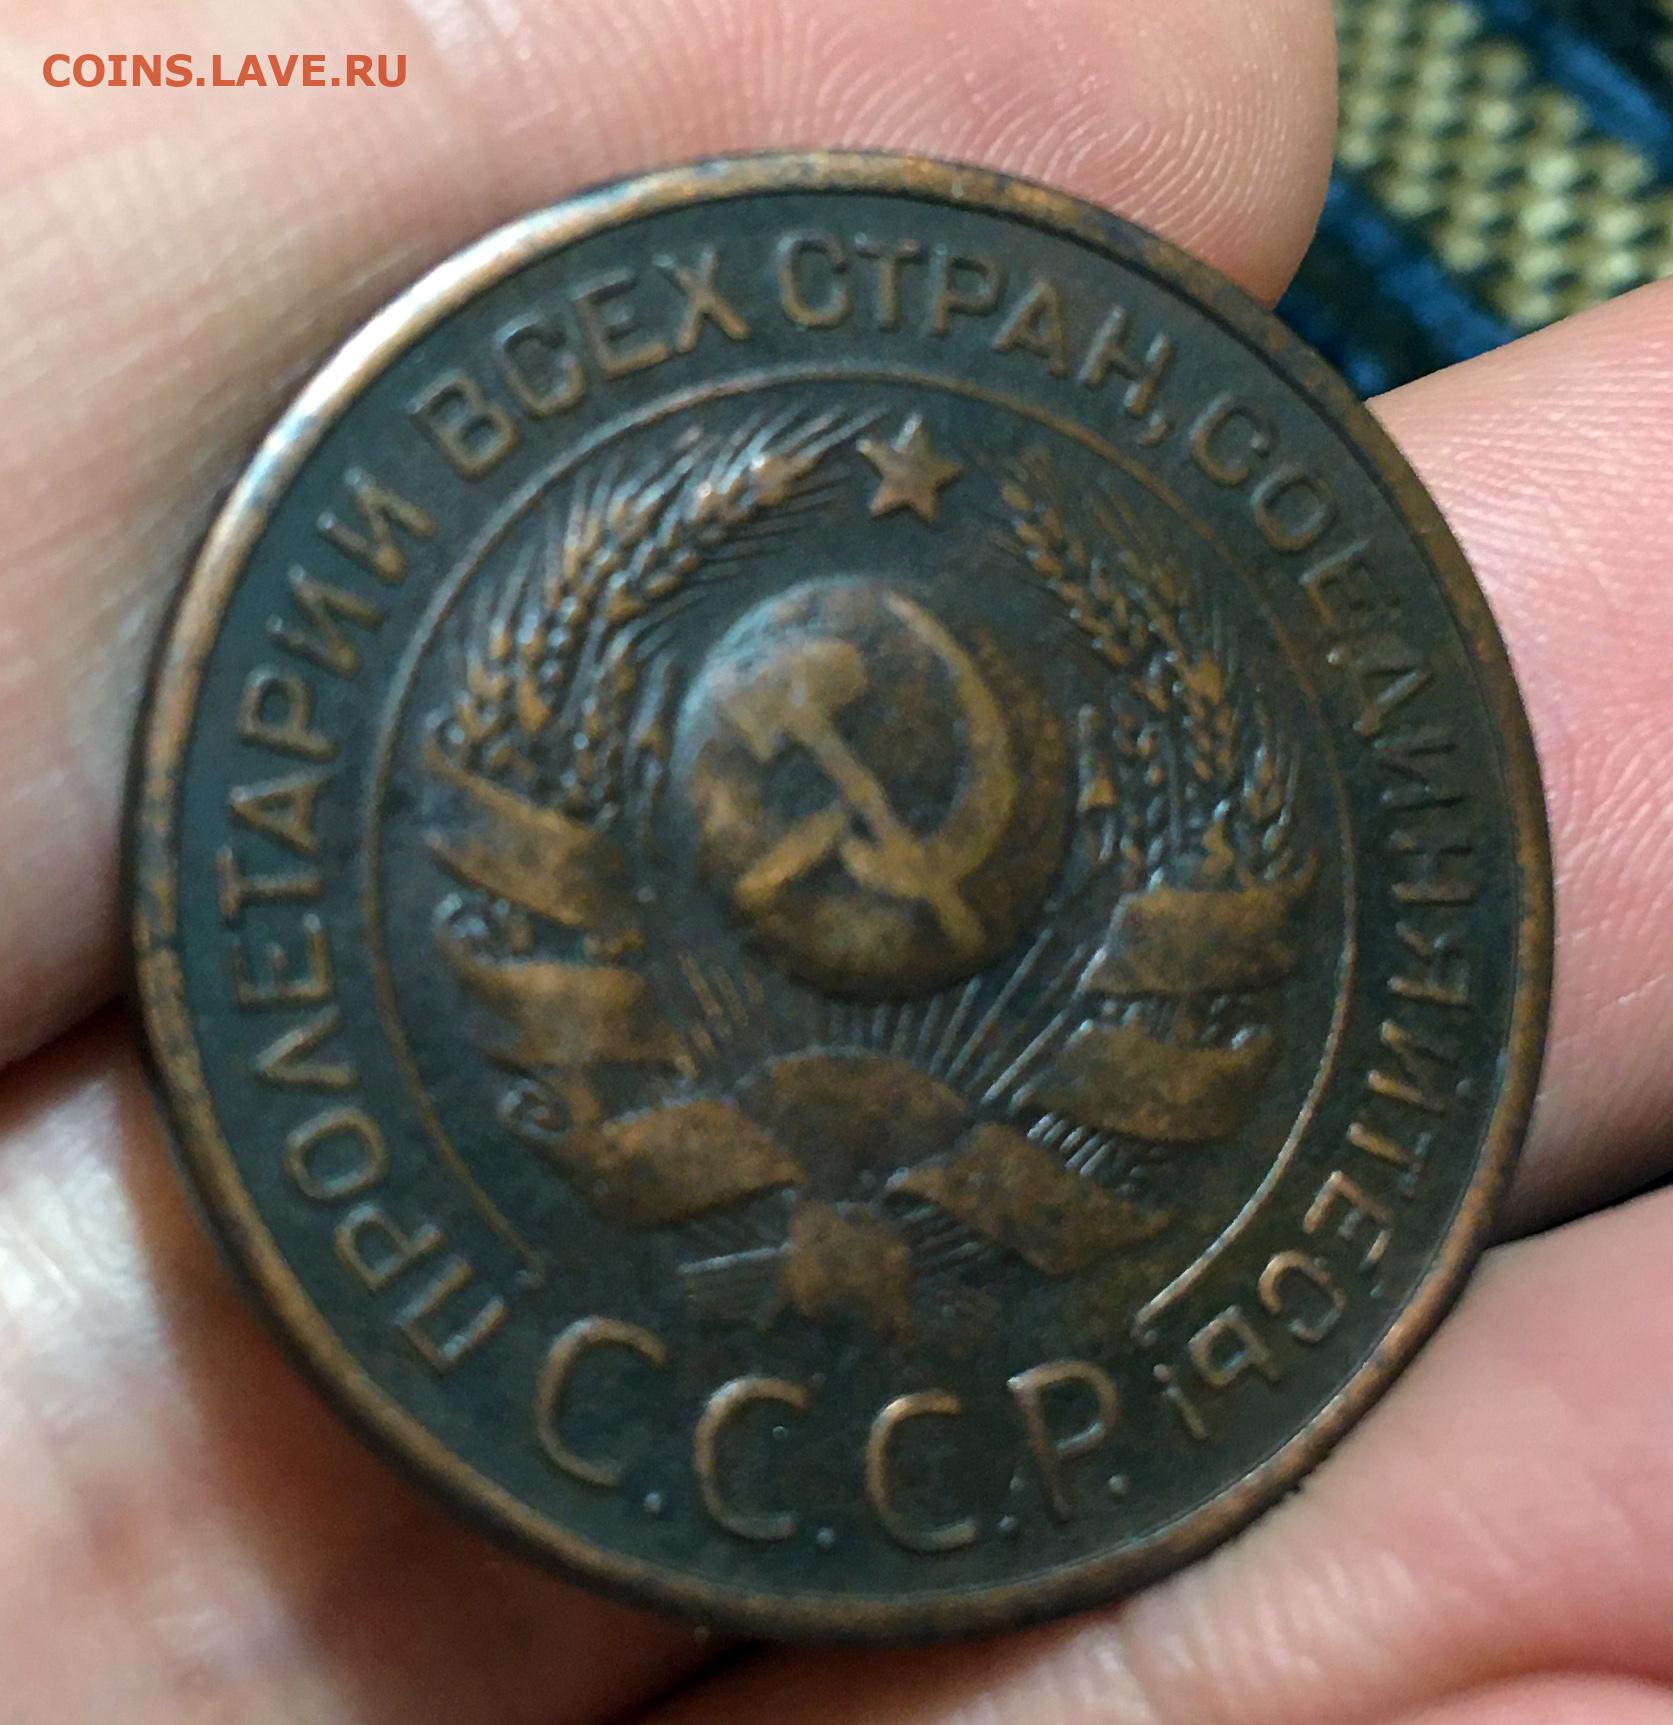 COINS.LAVE.RU
ПРОЛЕТАРИИ ВСЕХ СТРАН, СОЕДИНЯЙТЕСЬ!
С.С.С.Р.